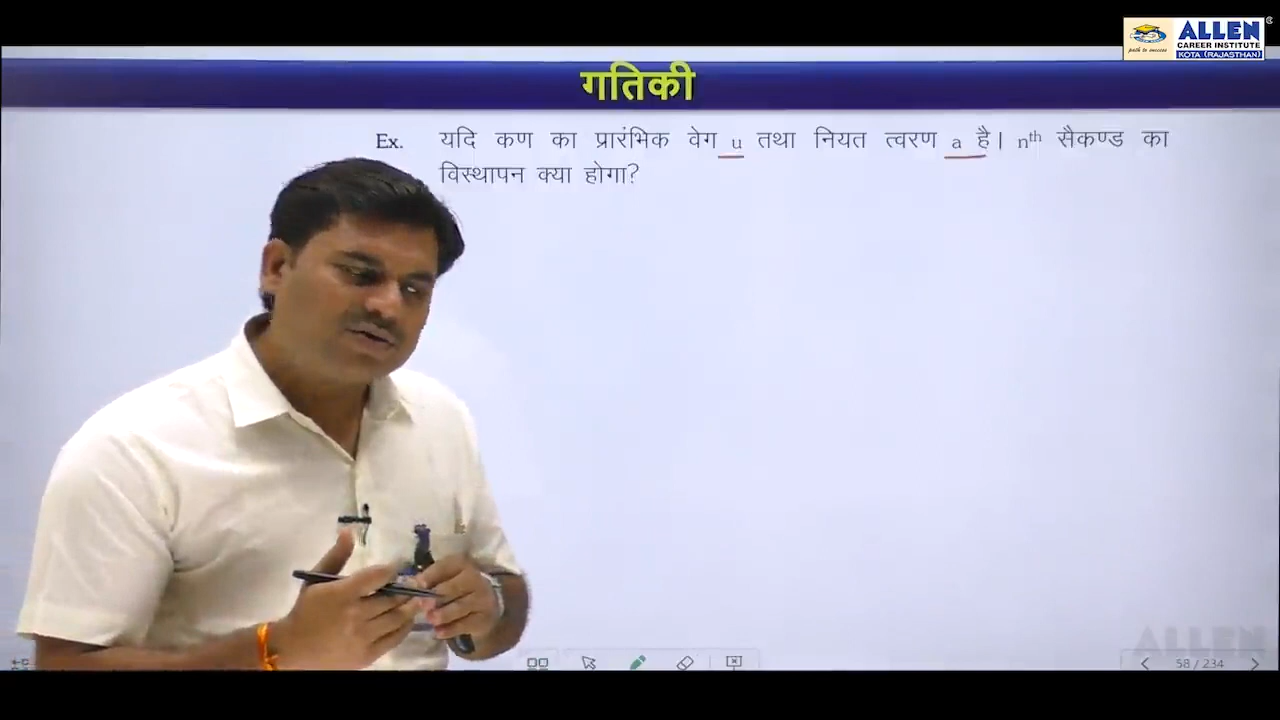 ALLEN
CAREER INSTITUTE
KOTA (RAJASTHAN)
path to success
गतिकी
Ex. यदि कण का प्रारंभिक वेग u तथा नियत त्वरण a है। nth सैकण्ड का
विस्थापन क्या होगा?
ALLEN
58 / 234